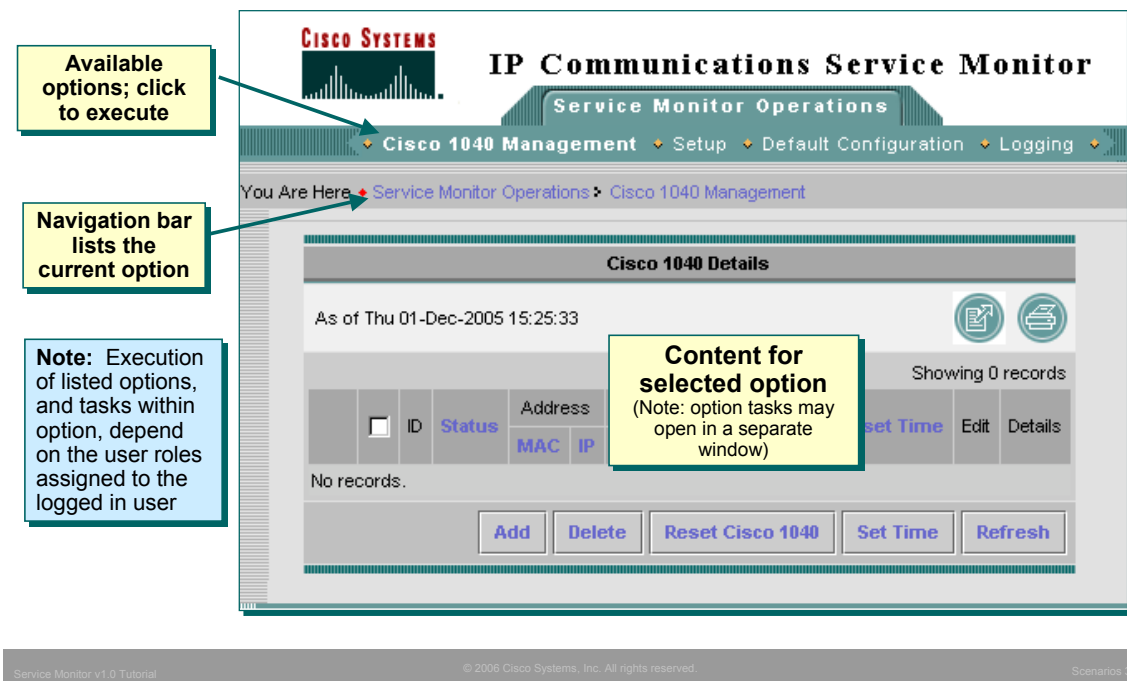 Cisco Systems
IP Communications Service Monitor
Service Monitor Operations
Cisco 1040 Management Setup Default Configuration Logging
You Are Here Service Monitor Operations Cisco 1040 Management
Available
options; click
to execute
Navigation bar
lists the
current option
Note: Execution
of listed options,
and tasks within
option, depend
on the user roles
assigned to the
logged in user
Cisco 1040 Details
As of Thu 01-Dec-2005 15:25:33
Showing 0 records
ID Status Address MAC IP Time Edit Details
Content for
selected option
(Note: option tasks may
open in a separate
window)
No records.
Add Delete Reset Cisco 1040 Set Time Refresh
Service Monitor v1.0 Tutorial
© 2006 Cisco Systems, Inc. All rights reserved.
Scenarios